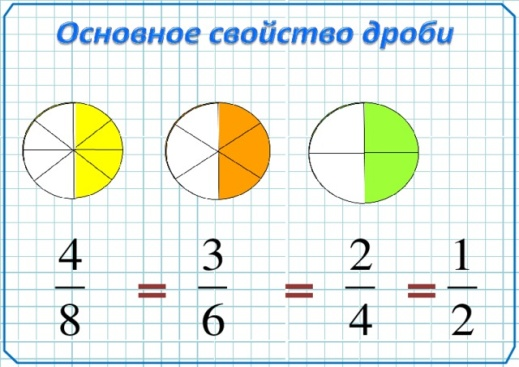 Основное свойство дроби
4/8 = 3/6 = 2/4 = 1/2